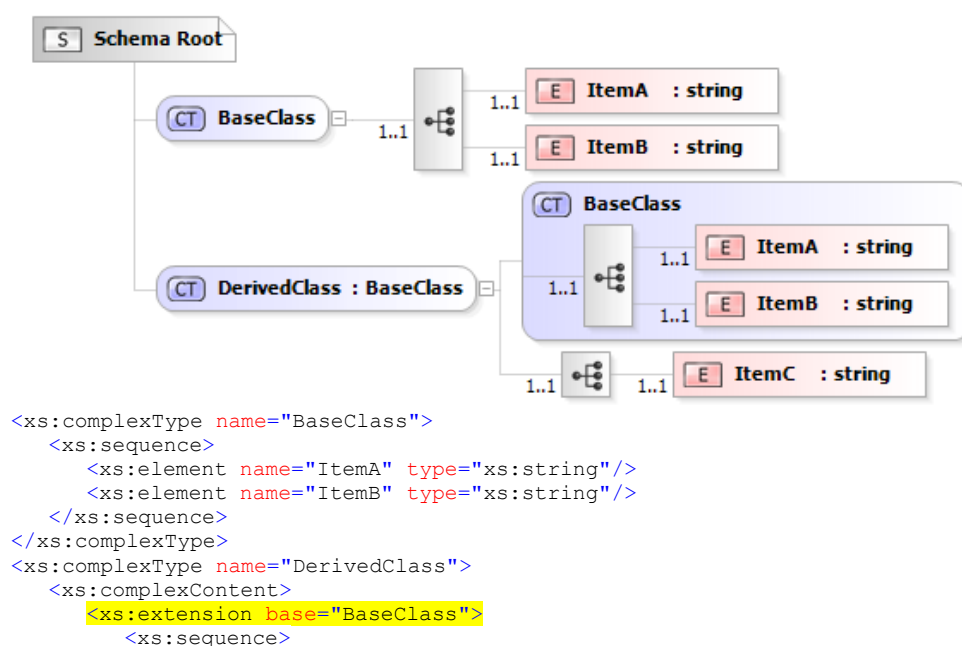 S Schema Root
CT BaseClass
1..1
1..1 E ItemA : string
1..1 E ItemB : string
CT DerivedClass : BaseClass
CT BaseClass
1..1
1..1 E ItemA : string
1..1 E ItemB : string
1..1 1..1 E ItemC : string
<xs:complexType name="BaseClass">
   <xs:sequence>
      <xs:element name="ItemA" type="xs:string"/>
      <xs:element name="ItemB" type="xs:string"/>
   </xs:sequence>
</xs:complexType>
<xs:complexType name="DerivedClass">
   <xs:complexContent>
      <xs:extension base="BaseClass">
         <xs:sequence>